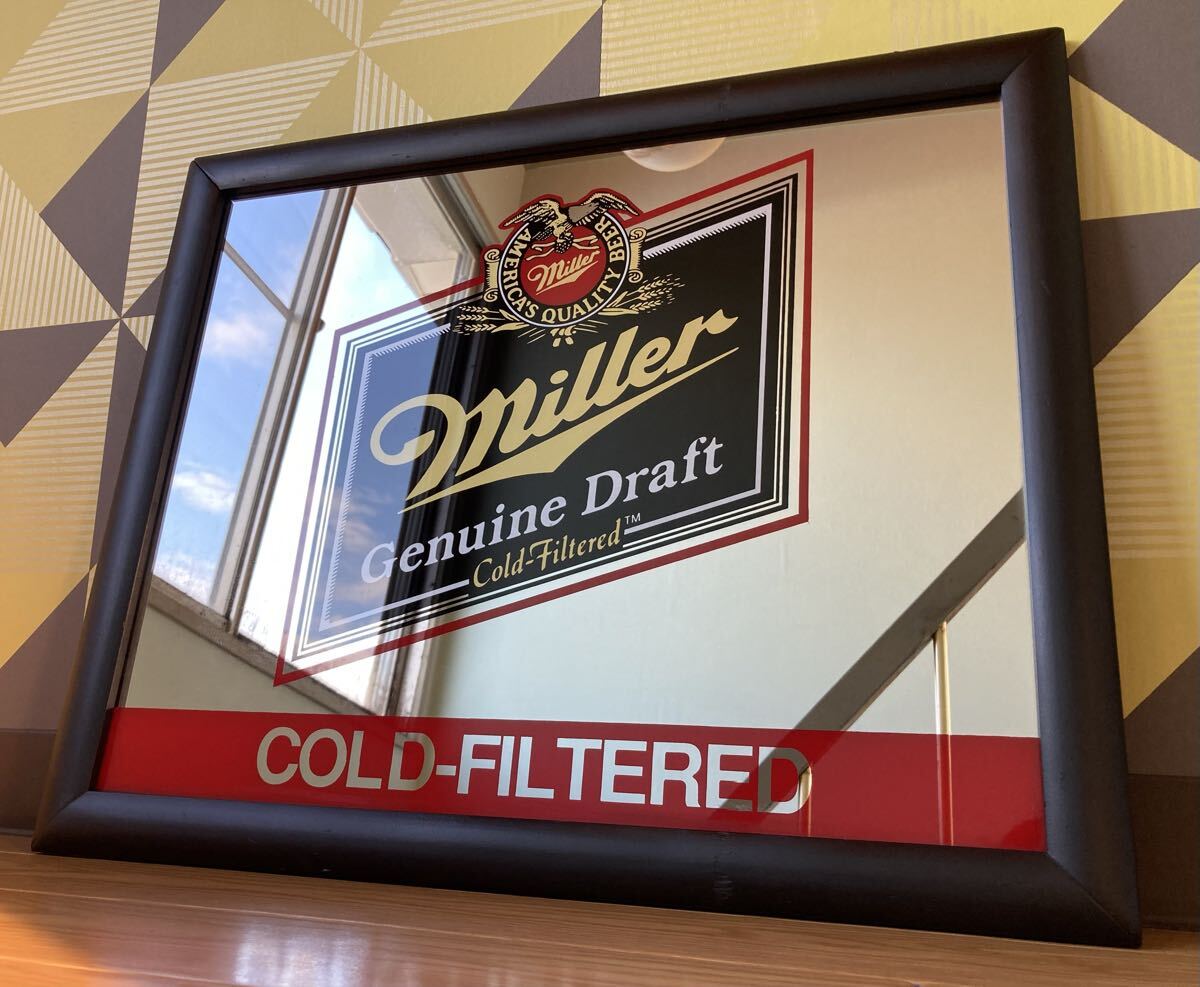 AMERICA'S QUALITY BEER
Miller
Miller
Genuine Draft
Cold-Filtered™
COLD-FILTERED